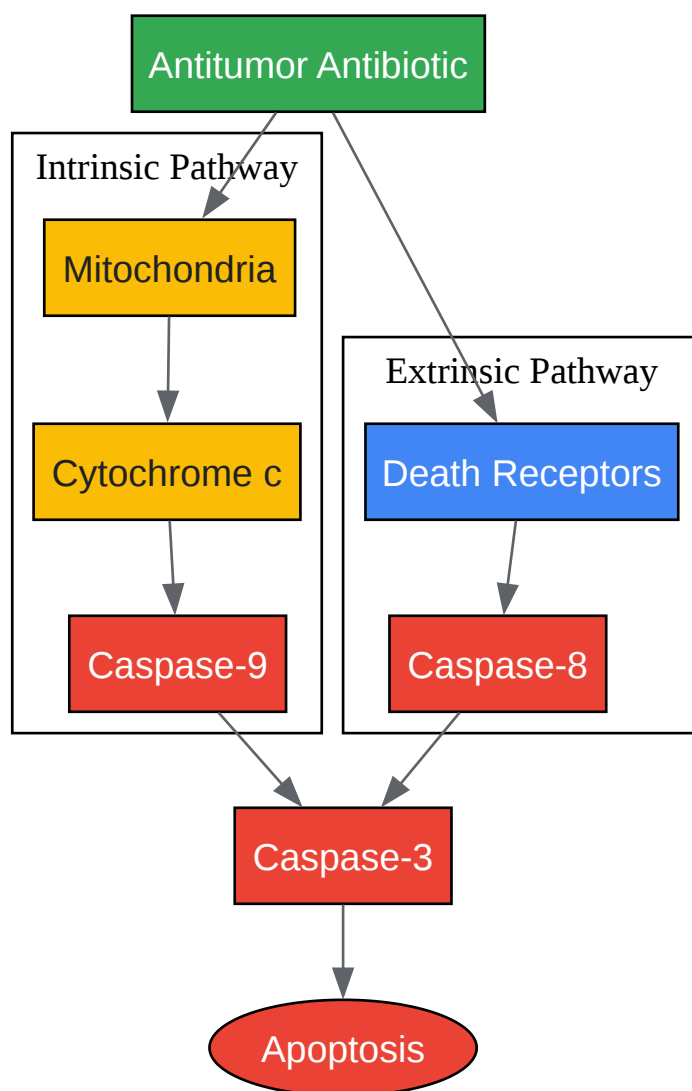 Antitumor Antibiotic
Intrinsic Pathway
Mitochondria
Cytochrome c
Caspase-9
Extrinsic Pathway
Death Receptors
Caspase-8
Caspase-3
Apoptosis